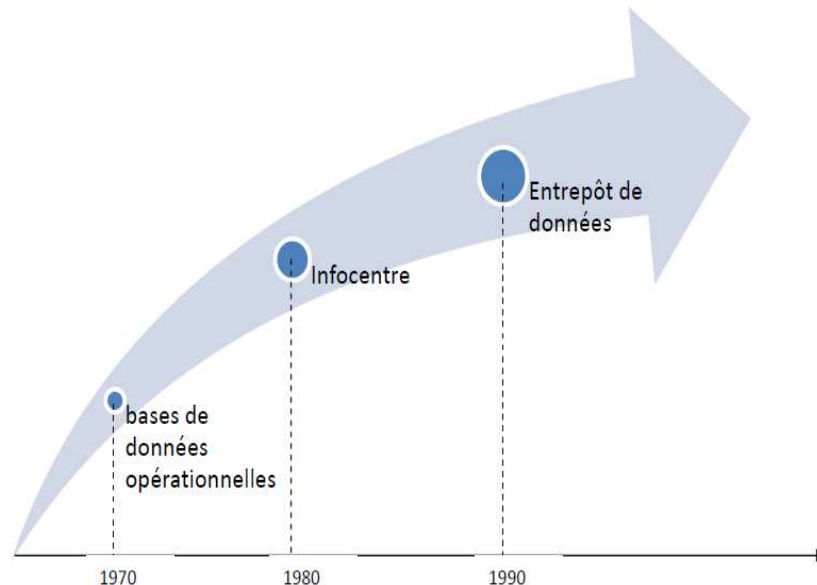 Entrepôt de
données
Infocentre
bases de
données
opérationnelles
1970
1980
1990